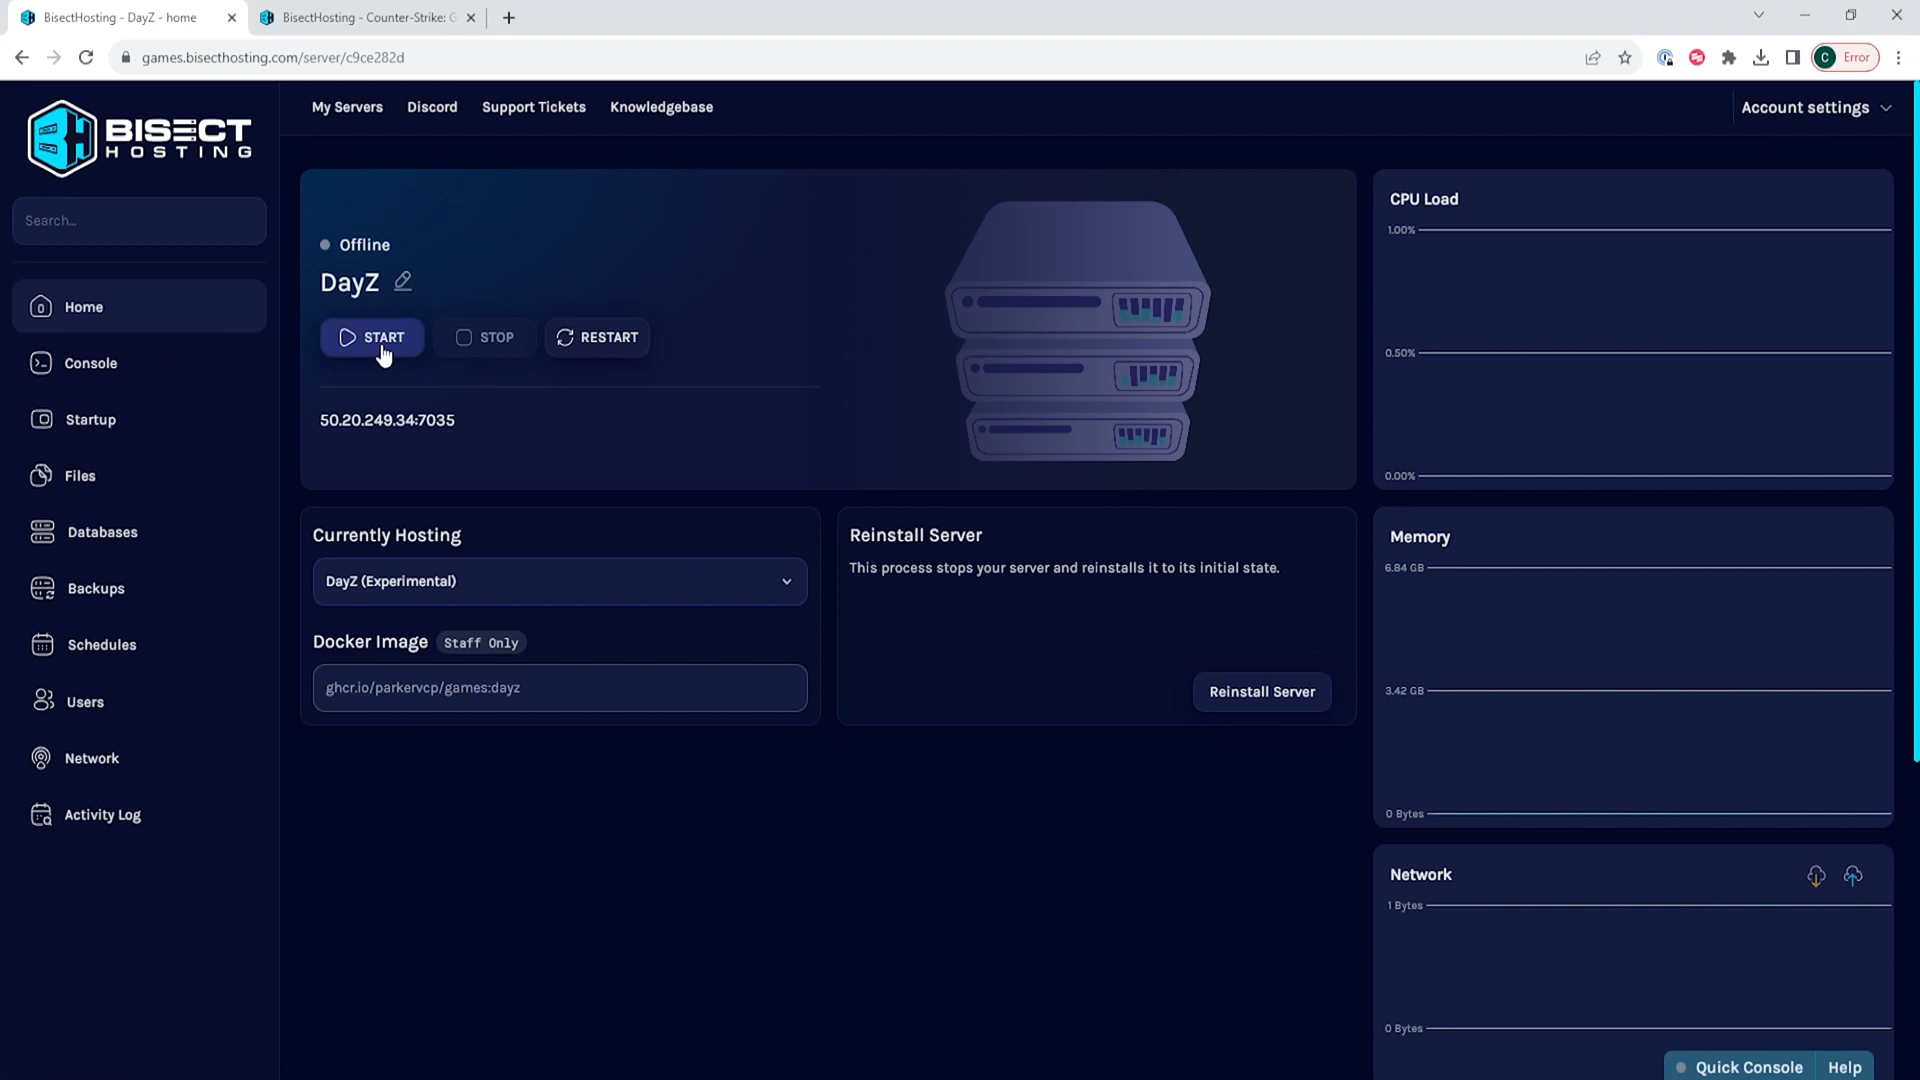 BisectHosting - DayZ - home
BisectHosting - Counter-Strike: G
games.bisecthosting.com/server/c9ce282d
C Error
BISECT
HOSTING
My Servers Discord Support Tickets Knowledgebase
Account settings
Search...
Home
Console
Startup
Files
Databases
Backups
Schedules
Users
Network
Activity Log
Offline
DayZ
START STOP RESTART
50.20.249.34:7035
Currently Hosting
DayZ (Experimental)
Docker Image Staff Only
ghcr.io/parkervcp/games:dayz
Reinstall Server
This process stops your server and reinstalls it to its initial state.
Reinstall Server
CPU Load
1.00%
0.50%
0.00%
Memory
6.84 GB
3.42 GB
0 Bytes
Network
1 Bytes
0 Bytes
Quick Console Help